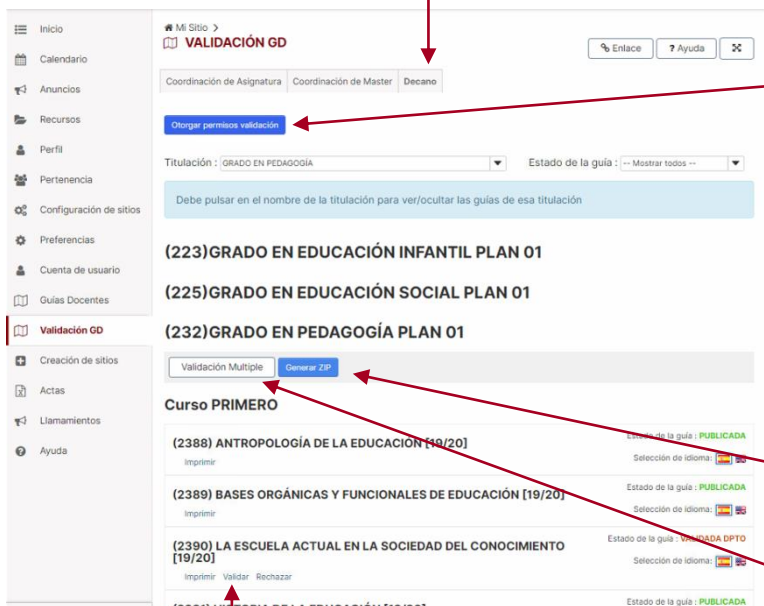 Inicio
Calendario
Anuncios
Recursos
Perfil
Pertenencia
Configuración de sitios
Preferencias
Cuenta de usuario
Guías Docentes
Validación GD
Creación de sitios
Actas
Llamamientos
Ayuda
Mi Sitio >
VALIDACIÓN GD
Enlace
? Ayuda
Coordinación de Asignatura
Coordinación de Master
Decano
Otorgar permisos validación
Titulación : GRADO EN PEDAGOGÍA
Estado de la guía : -- Mostrar todos --
Debe pulsar en el nombre de la titulación para ver/ocultar las guías de esa titulación
(223)GRADO EN EDUCACIÓN INFANTIL PLAN 01
(225)GRADO EN EDUCACIÓN SOCIAL PLAN 01
(232)GRADO EN PEDAGOGÍA PLAN 01
Validación Multiple
Generar ZIP
Curso PRIMERO
(2388) ANTROPOLOGÍA DE LA EDUCACIÓN [19/20]
Estado de la guía : PUBLICADA
Imprimir
Selección de idioma:
(2389) BASES ORGÁNICAS Y FUNCIONALES DE EDUCACIÓN [19/20]
Estado de la guía : PUBLICADA
Imprimir
Selección de idioma:
(2390) LA ESCUELA ACTUAL EN LA SOCIEDAD DEL CONOCIMIENTO
[19/20]
Estado de la guía : VALIDADA DPTO
Selección de idioma:
Imprimir Validar Rechazar
HISTORIA DE LA EDUCACIÓN
Estado de la guía : PUBLICADA